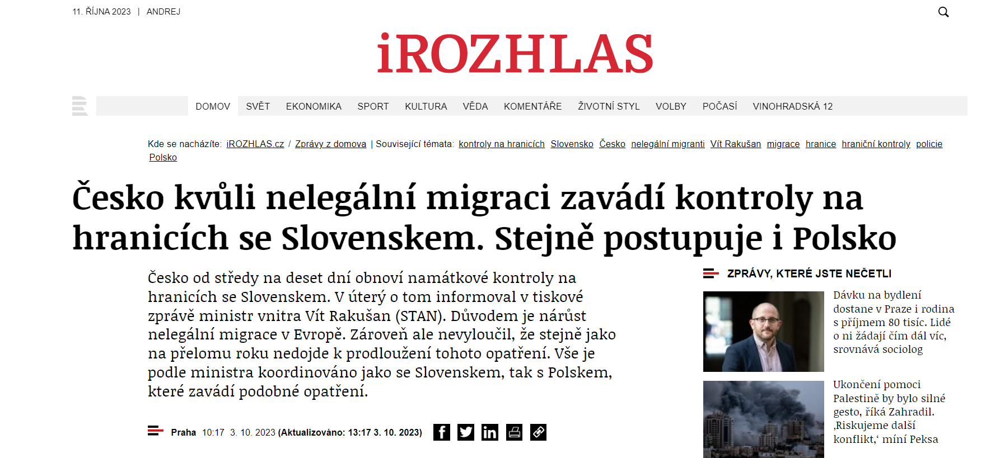 11. ŘÍJNA 2023 | ANDREJ
iROZHLAS
DOMOV SVĚT EKONOMIKA SPORT KULTURA VĚDA KOMENTÁŘE ŽIVOTNÍ STYL VOLBY POČASÍ VINOHRADSKÁ 12
Kde se nacházíte: iROZHLAS.cz / Zprávy z domova | Související témata: kontroly na hranicích Slovensko Česko nelegální migranti Vít Rakušan migrace hranice hraniční kontroly policie
Polsko
Česko kvůli nelegální migraci zavádí kontroly na
hranicích se Slovenskem. Stejně postupuje i Polsko
Česko od středy na deset dní obnoví namátkové kontroly na
hranicích se Slovenskem. V úterý o tom informoval v tiskové
zprávě ministr vnitra Vít Rakušan (STAN). Důvodem je nárůst
nelegální migrace v Evropě. Zároveň ale nevyloučil, že stejně jako
na přelomu roku nedojde k prodloužení tohoto opatření. Vše je
podle ministra koordinováno jako se Slovenskem, tak s Polskem,
které zavádí podobné opatření.
Praha 10:17 3. 10. 2023 (Aktualizováno: 13:17 3. 10. 2023)
ZPRÁVY, KTERÉ JSTE NEČETLI
Dávku na bydlení
dostane v Praze i rodina
s příjmem 80 tisíc. Lidé
o ni žádají čím dál víc,
srovnává sociolog
Ukončení pomoci
Palestině by bylo silné
gesto, říká Zahradil.
‚Riskujeme další
konflikt,‘ míní Peksa